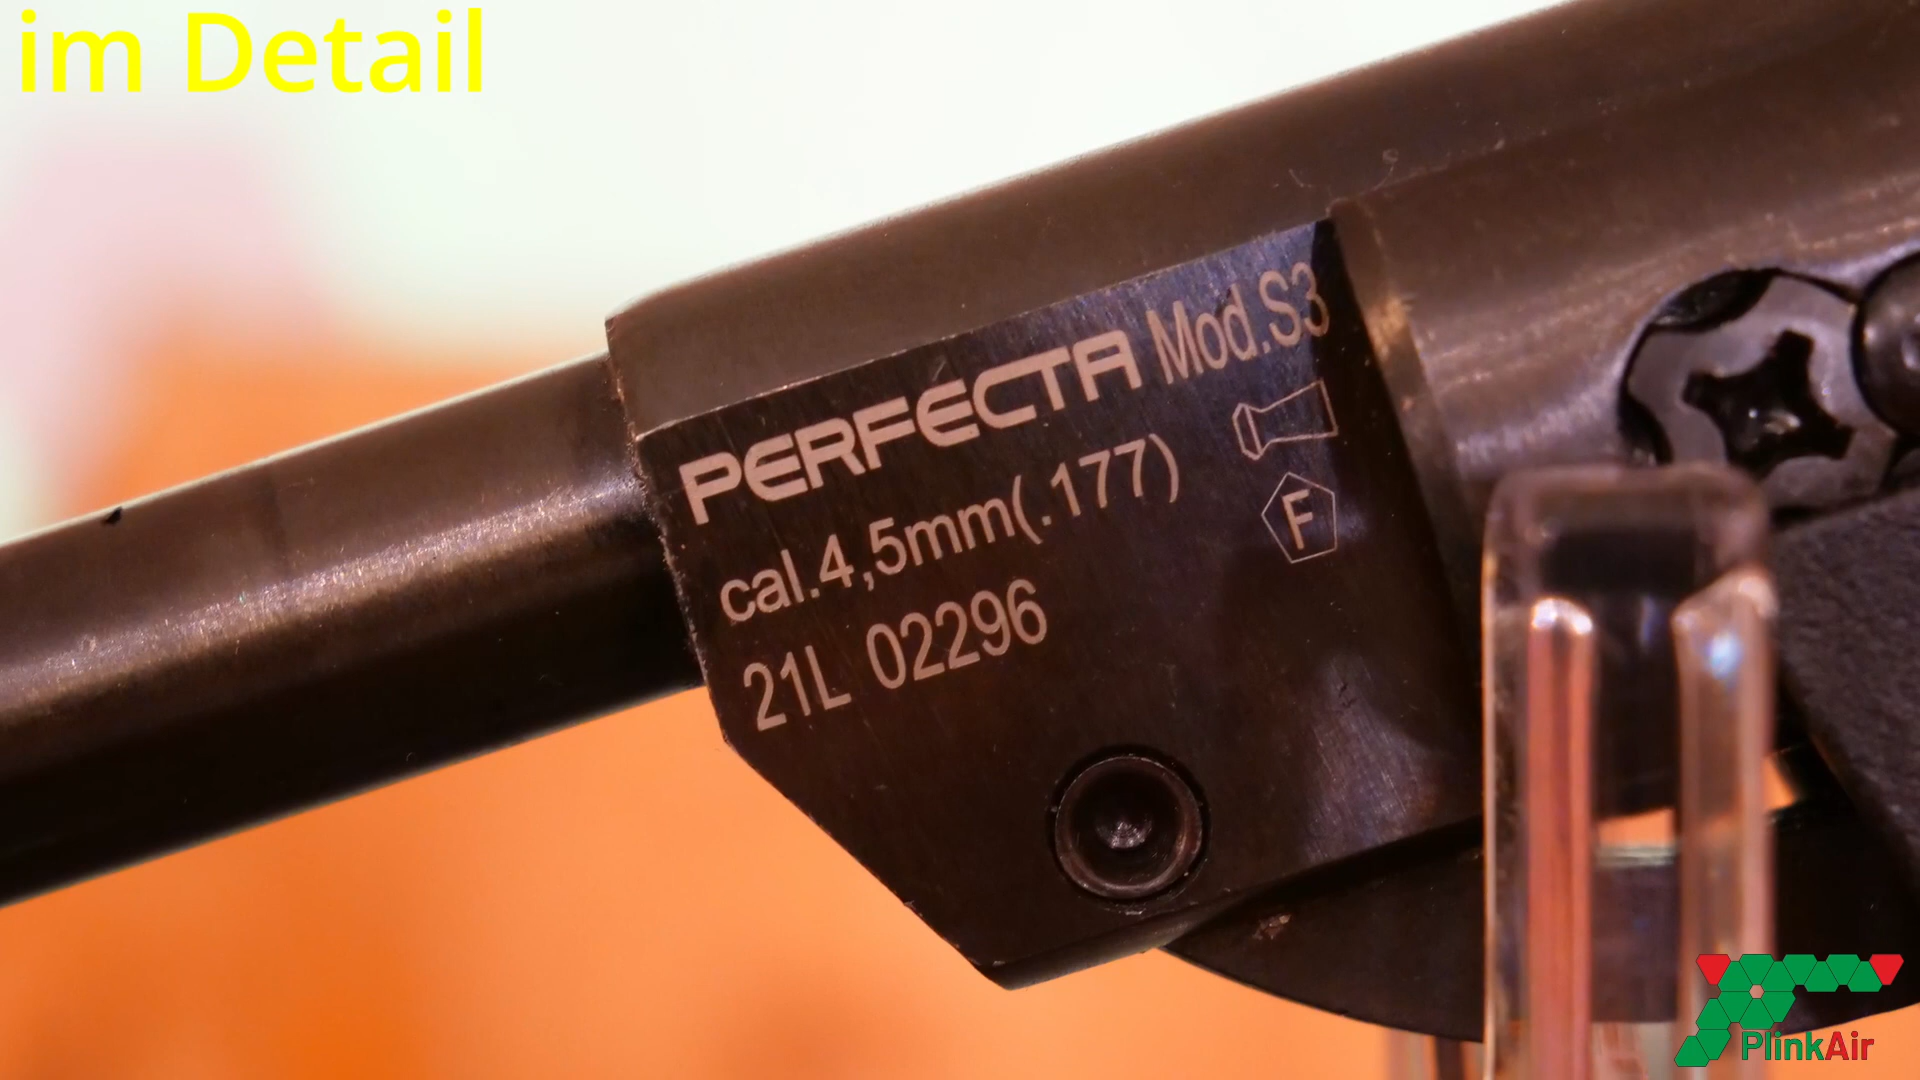 im Detail
PERFECTA Mod.S3
cal.4,5mm(.177)
F
21L 02296
PlinkAir